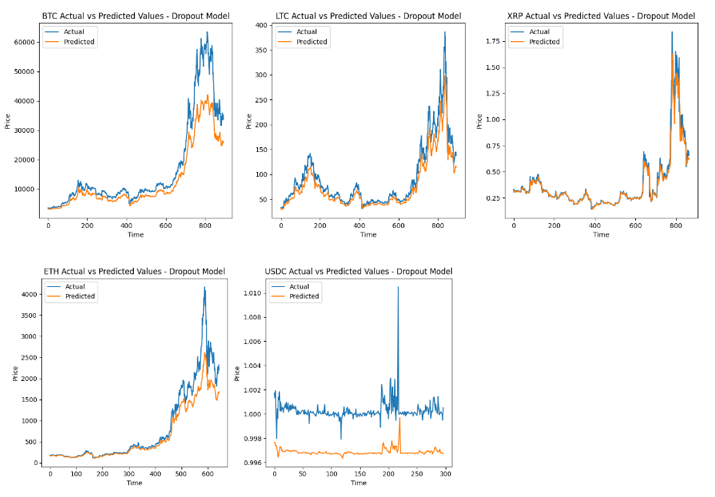 BTC Actual vs Predicted Values - Dropout Model
Actual
Predicted
60000
50000
40000
30000
20000
10000
Price
0 200 400 600 800
Time
LTC Actual vs Predicted Values - Dropout Model
Actual
Predicted
400
350
300
250
200
150
100
50
Price
0 200 400 600 800
Time
XRP Actual vs Predicted Values - Dropout Model
Actual
Predicted
1.75
1.50
1.25
1.00
0.75
0.50
0.25
Price
0 200 400 600 800
Time
ETH Actual vs Predicted Values - Dropout Model
Actual
Predicted
4000
3500
3000
2500
2000
1500
1000
500
0
Price
0 100 200 300 400 500 600
Time
USDC Actual vs Predicted Values - Dropout Model
Actual
Predicted
1.010
1.008
1.006
1.004
1.002
1.000
0.998
0.996
Price
0 50 100 150 200 250 300
Time